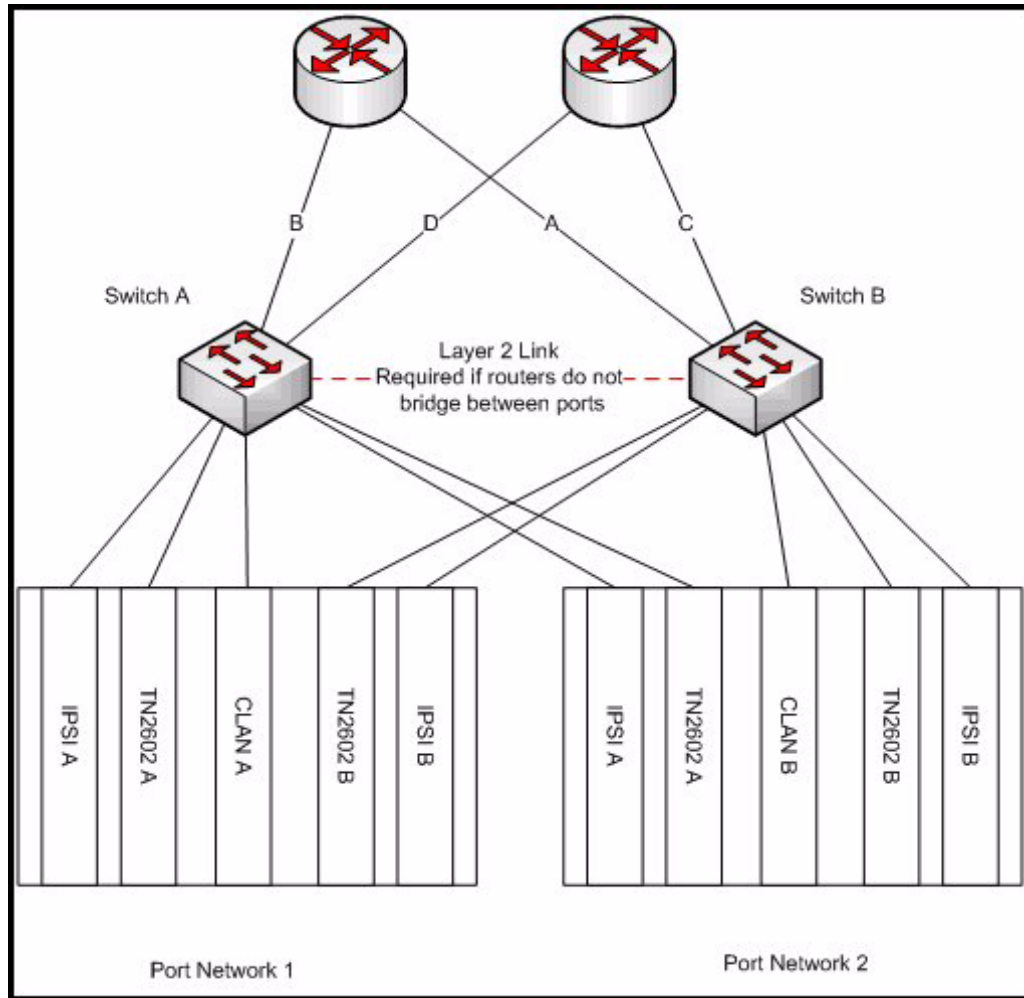 B
D
A
C
Switch A
Switch B
Layer 2 Link
Required if routers do not
bridge between ports
IPSI A
TN2602 A
CLAN A
TN2602 B
IPSI B
IPSI A
TN2602 A
CLAN B
TN2602 B
IPSI B
Port Network 1
Port Network 2